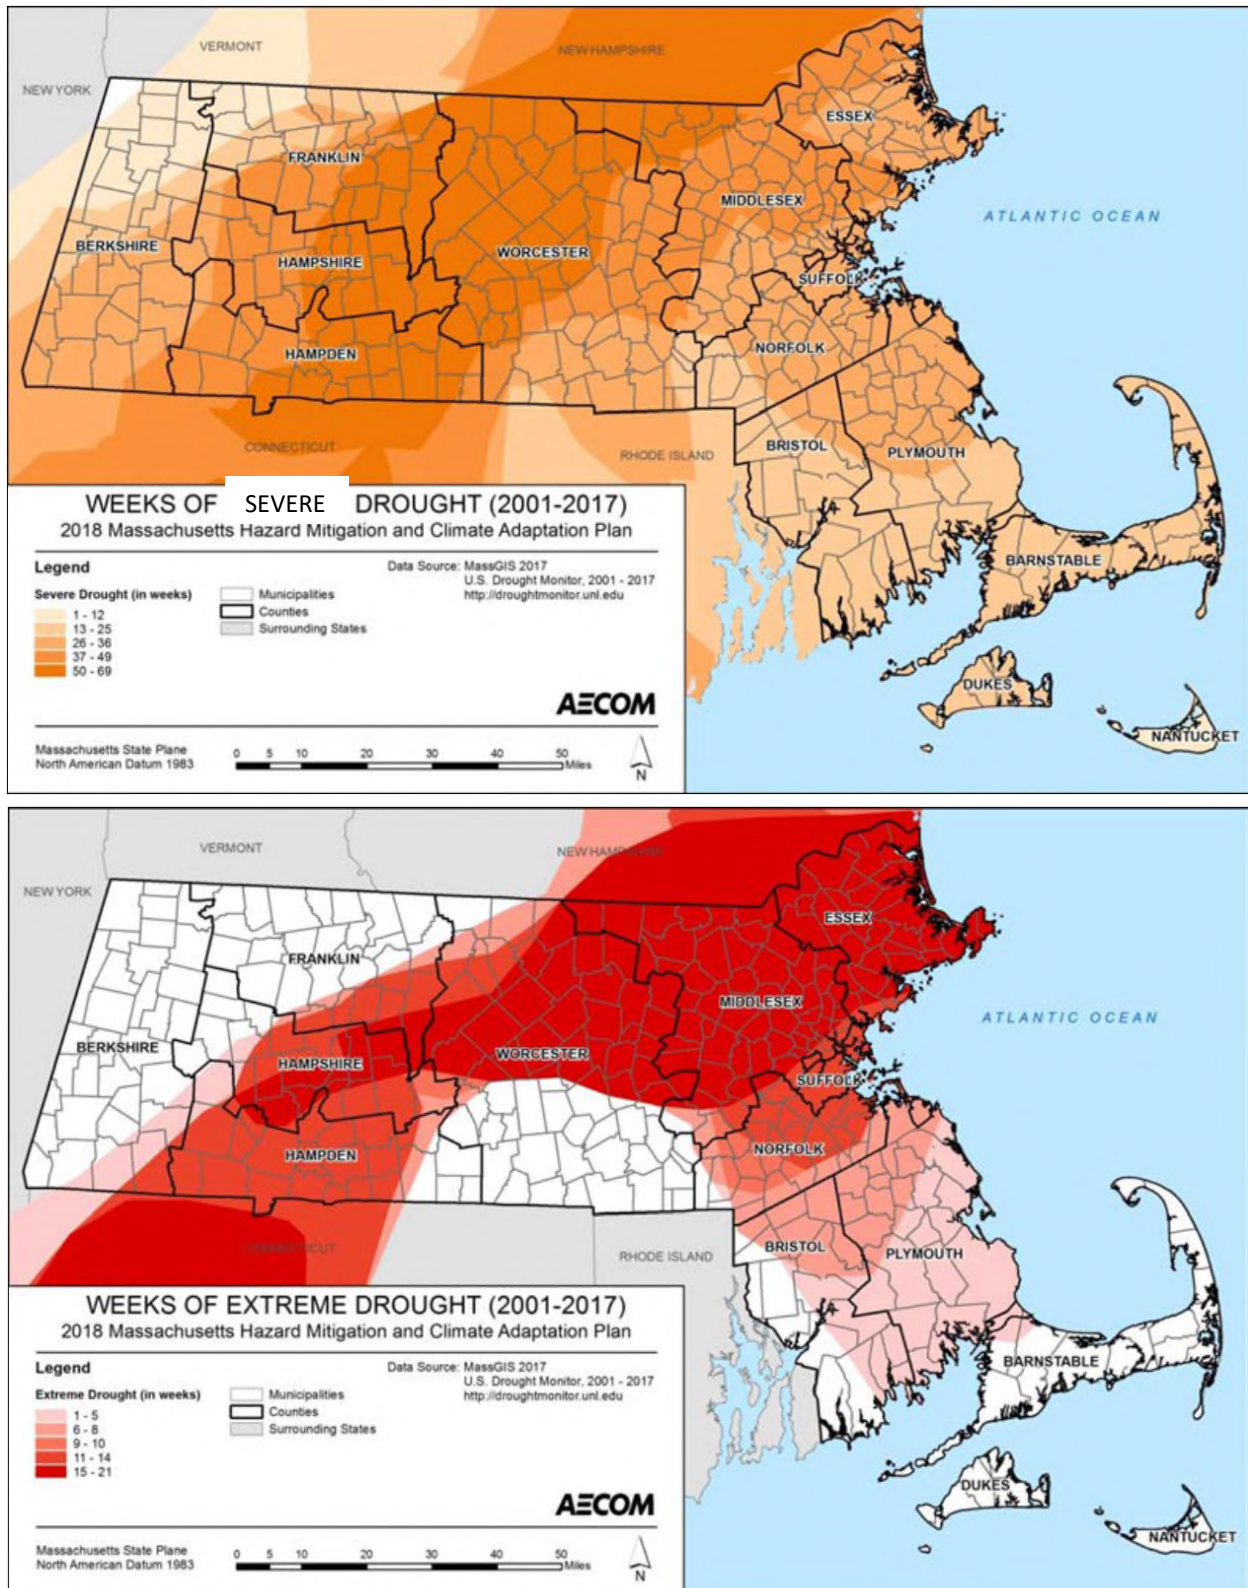 VERMONT
NEW HAMPSHIRE
NEW YORK
ESSEX
FRANKLIN
MIDDLESEX
ATLANTIC OCEAN
BERKSHIRE
WORCESTER
HAMPSHIRE
SUFFOLK
HAMPDEN
NORFOLK
CONNECTICUT
RHODE ISLAND
BRISTOL
PLYMOUTH
BARNSTABLE
DUKES
NANTUCKET
WEEKS OF SEVERE DROUGHT (2001-2017)
2018 Massachusetts Hazard Mitigation and Climate Adaptation Plan
Legend
Severe Drought (in weeks)
1 - 12
13 - 25
26 - 36
37 - 49
50 - 69
Municipalities
Counties
Surrounding States
Data Source: MassGIS 2017
U.S. Drought Monitor, 2001 - 2017
http://droughtmonitor.unl.edu
AECOM
Massachusetts State Plane
North American Datum 1983
0 5 10 20 30 40 50
Miles
N
VERMONT
NEW HAMPSHIRE
NEW YORK
ESSEX
FRANKLIN
MIDDLESEX
ATLANTIC OCEAN
BERKSHIRE
WORCESTER
HAMPSHIRE
SUFFOLK
HAMPDEN
NORFOLK
CONNECTICUT
RHODE ISLAND
BRISTOL
PLYMOUTH
BARNSTABLE
DUKES
NANTUCKET
WEEKS OF EXTREME DROUGHT (2001-2017)
2018 Massachusetts Hazard Mitigation and Climate Adaptation Plan
Legend
Extreme Drought (in weeks)
1 - 5
6 - 8
9 - 10
11 - 14
15 - 21
Municipalities
Counties
Surrounding States
Data Source: MassGIS 2017
U.S. Drought Monitor, 2001 - 2017
http://droughtmonitor.unl.edu
AECOM
Massachusetts State Plane
North American Datum 1983
0 5 10 20 30 40 50
Miles
N